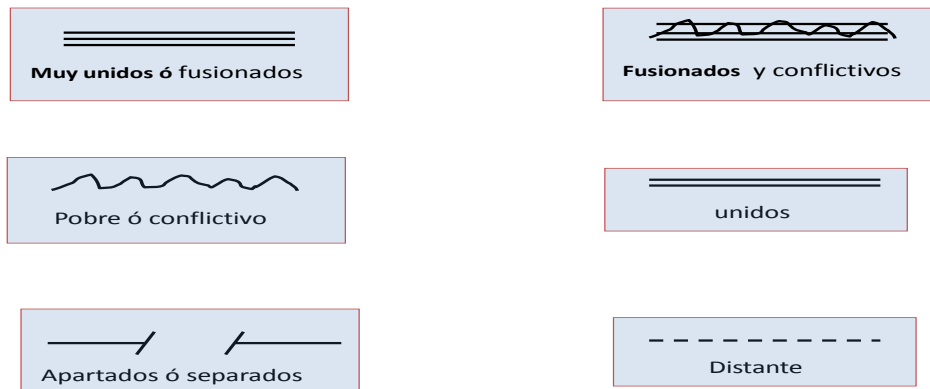 Muy unidos ó fusionados
Fusionados y conflictivos
Pobre ó conflictivo
unidos
Apartados ó separados
Distante